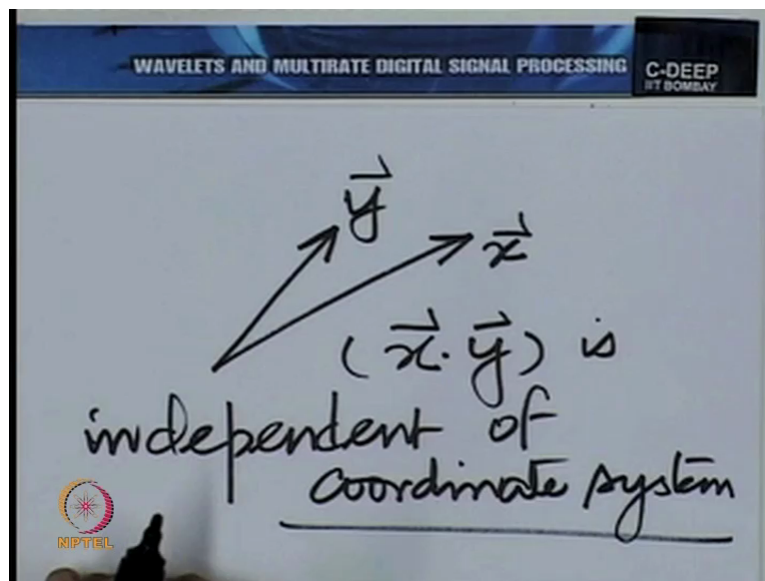 WAVELETS AND MULTIRATE DIGITAL SIGNAL PROCESSING
C-DEEP
IIT BOMBAY
y⃗
x⃗
(x⃗·y⃗) is
independent of
coordinate system
NPTEL